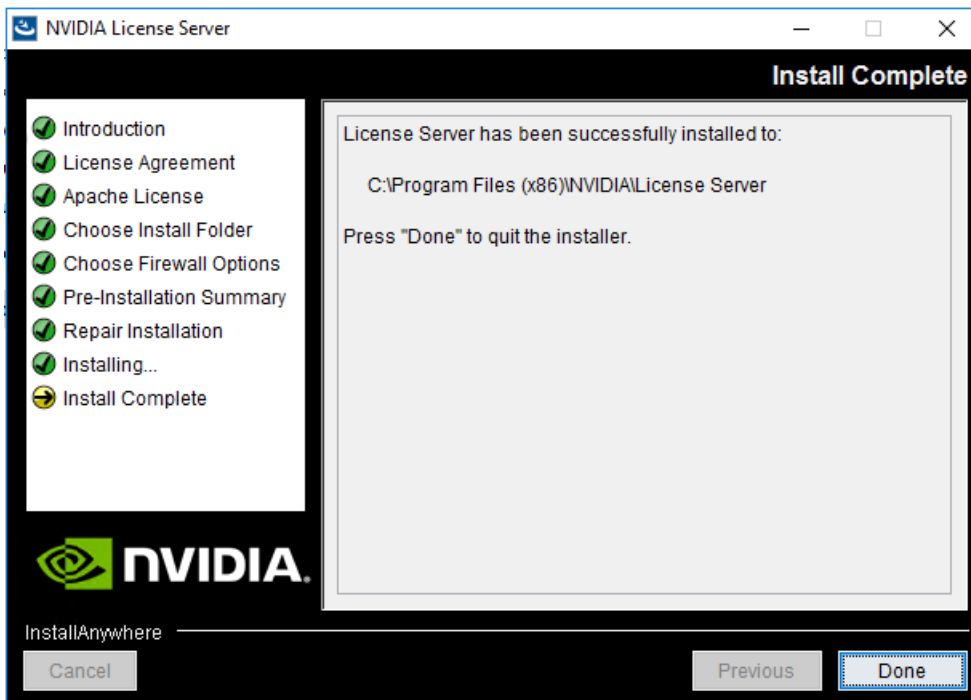 NVIDIA License Server
Install Complete
Introduction
License Agreement
Apache License
Choose Install Folder
Choose Firewall Options
Pre-Installation Summary
Repair Installation
Installing...
Install Complete
License Server has been successfully installed to:
C:\Program Files (x86)\NVIDIA\License Server
Press "Done" to quit the installer.
NVIDIA.
InstallAnywhere
Cancel
Previous
Done